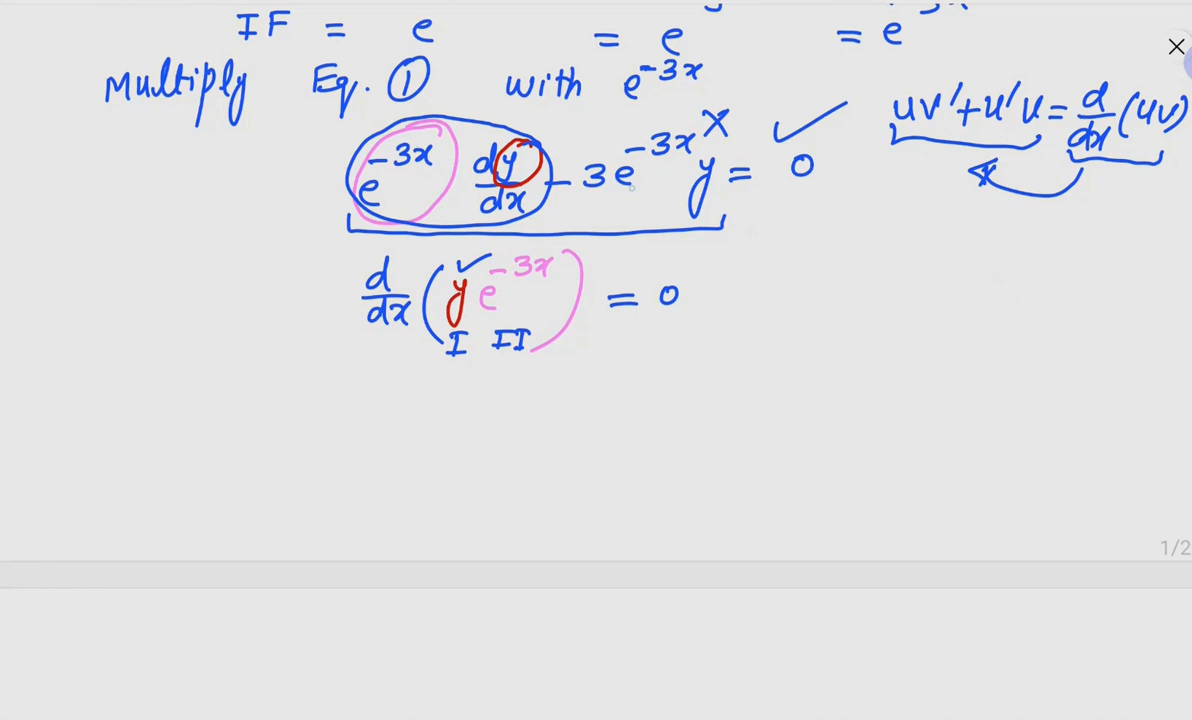 IF = e = e = e
Multiply Eq. ① with e^{-3x}
uv' + u'v = d/dx (uv)
e^{-3x} dy/dx - 3e^{-3x} y = 0
d/dx (y e^{-3x}) = 0
I II
1/2